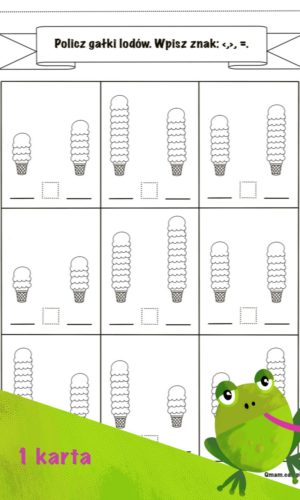 Policz gałki lodów. Wpisz znak: <,>, =.
1 karta